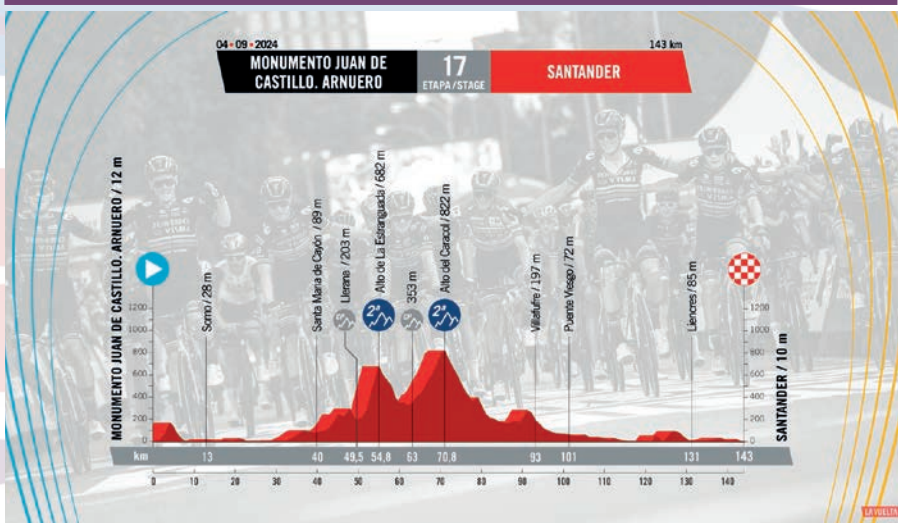 04•09•2024
143 km
MONUMENTO JUAN DE
CASTILLO. ARNUERO
17
ETAPA/STAGE
SANTANDER
MONUMENTO JUAN DE CASTILLO. ARNUERO / 12 m
Somo / 28 m
Santa María de Cayón / 89 m
Llerana / 203 m
Alto de La Estranguada / 682 m
353 m
Alto del Caracol / 822 m
Villafufre / 197 m
Puente Viesgo / 72 m
Liencres / 85 m
SANTANDER / 10 m
2ª
2ª
1200
1000
800
600
400
200
0
1200
1000
800
600
400
200
0
km 13 40 49,5 54,8 63 70,8 93 101 131 143
0 10 20 30 40 50 60 70 80 90 100 110 120 130 140
LA VUELTA